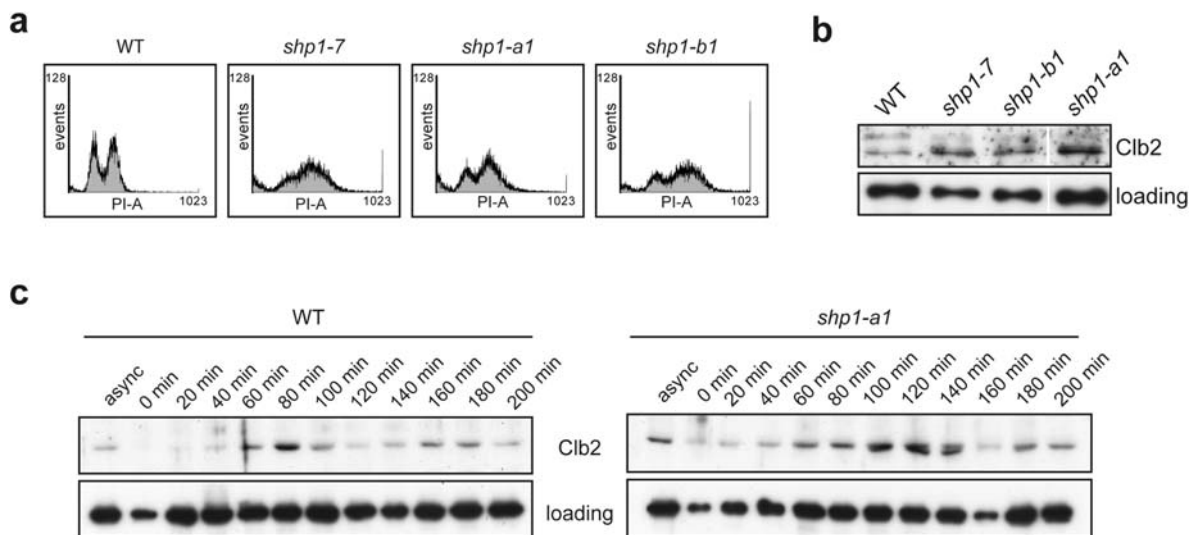 a
WT
shp1-7
shp1-a1
shp1-b1
128
events
PI-A
1023
128
events
PI-A
1023
128
events
PI-A
1023
128
events
PI-A
1023
b
WT
shp1-7
shp1-b1
shp1-a1
Clb2
loading
c
WT
async
0 min
20 min
40 min
60 min
80 min
100 min
120 min
140 min
160 min
180 min
200 min
Clb2
loading
shp1-a1
async
0 min
20 min
40 min
60 min
80 min
100 min
120 min
140 min
160 min
180 min
200 min